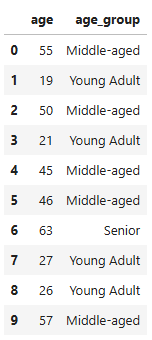 age age_group
0 55 Middle-aged
1 19 Young Adult
2 50 Middle-aged
3 21 Young Adult
4 45 Middle-aged
5 46 Middle-aged
6 63 Senior
7 27 Young Adult
8 26 Young Adult
9 57 Middle-aged